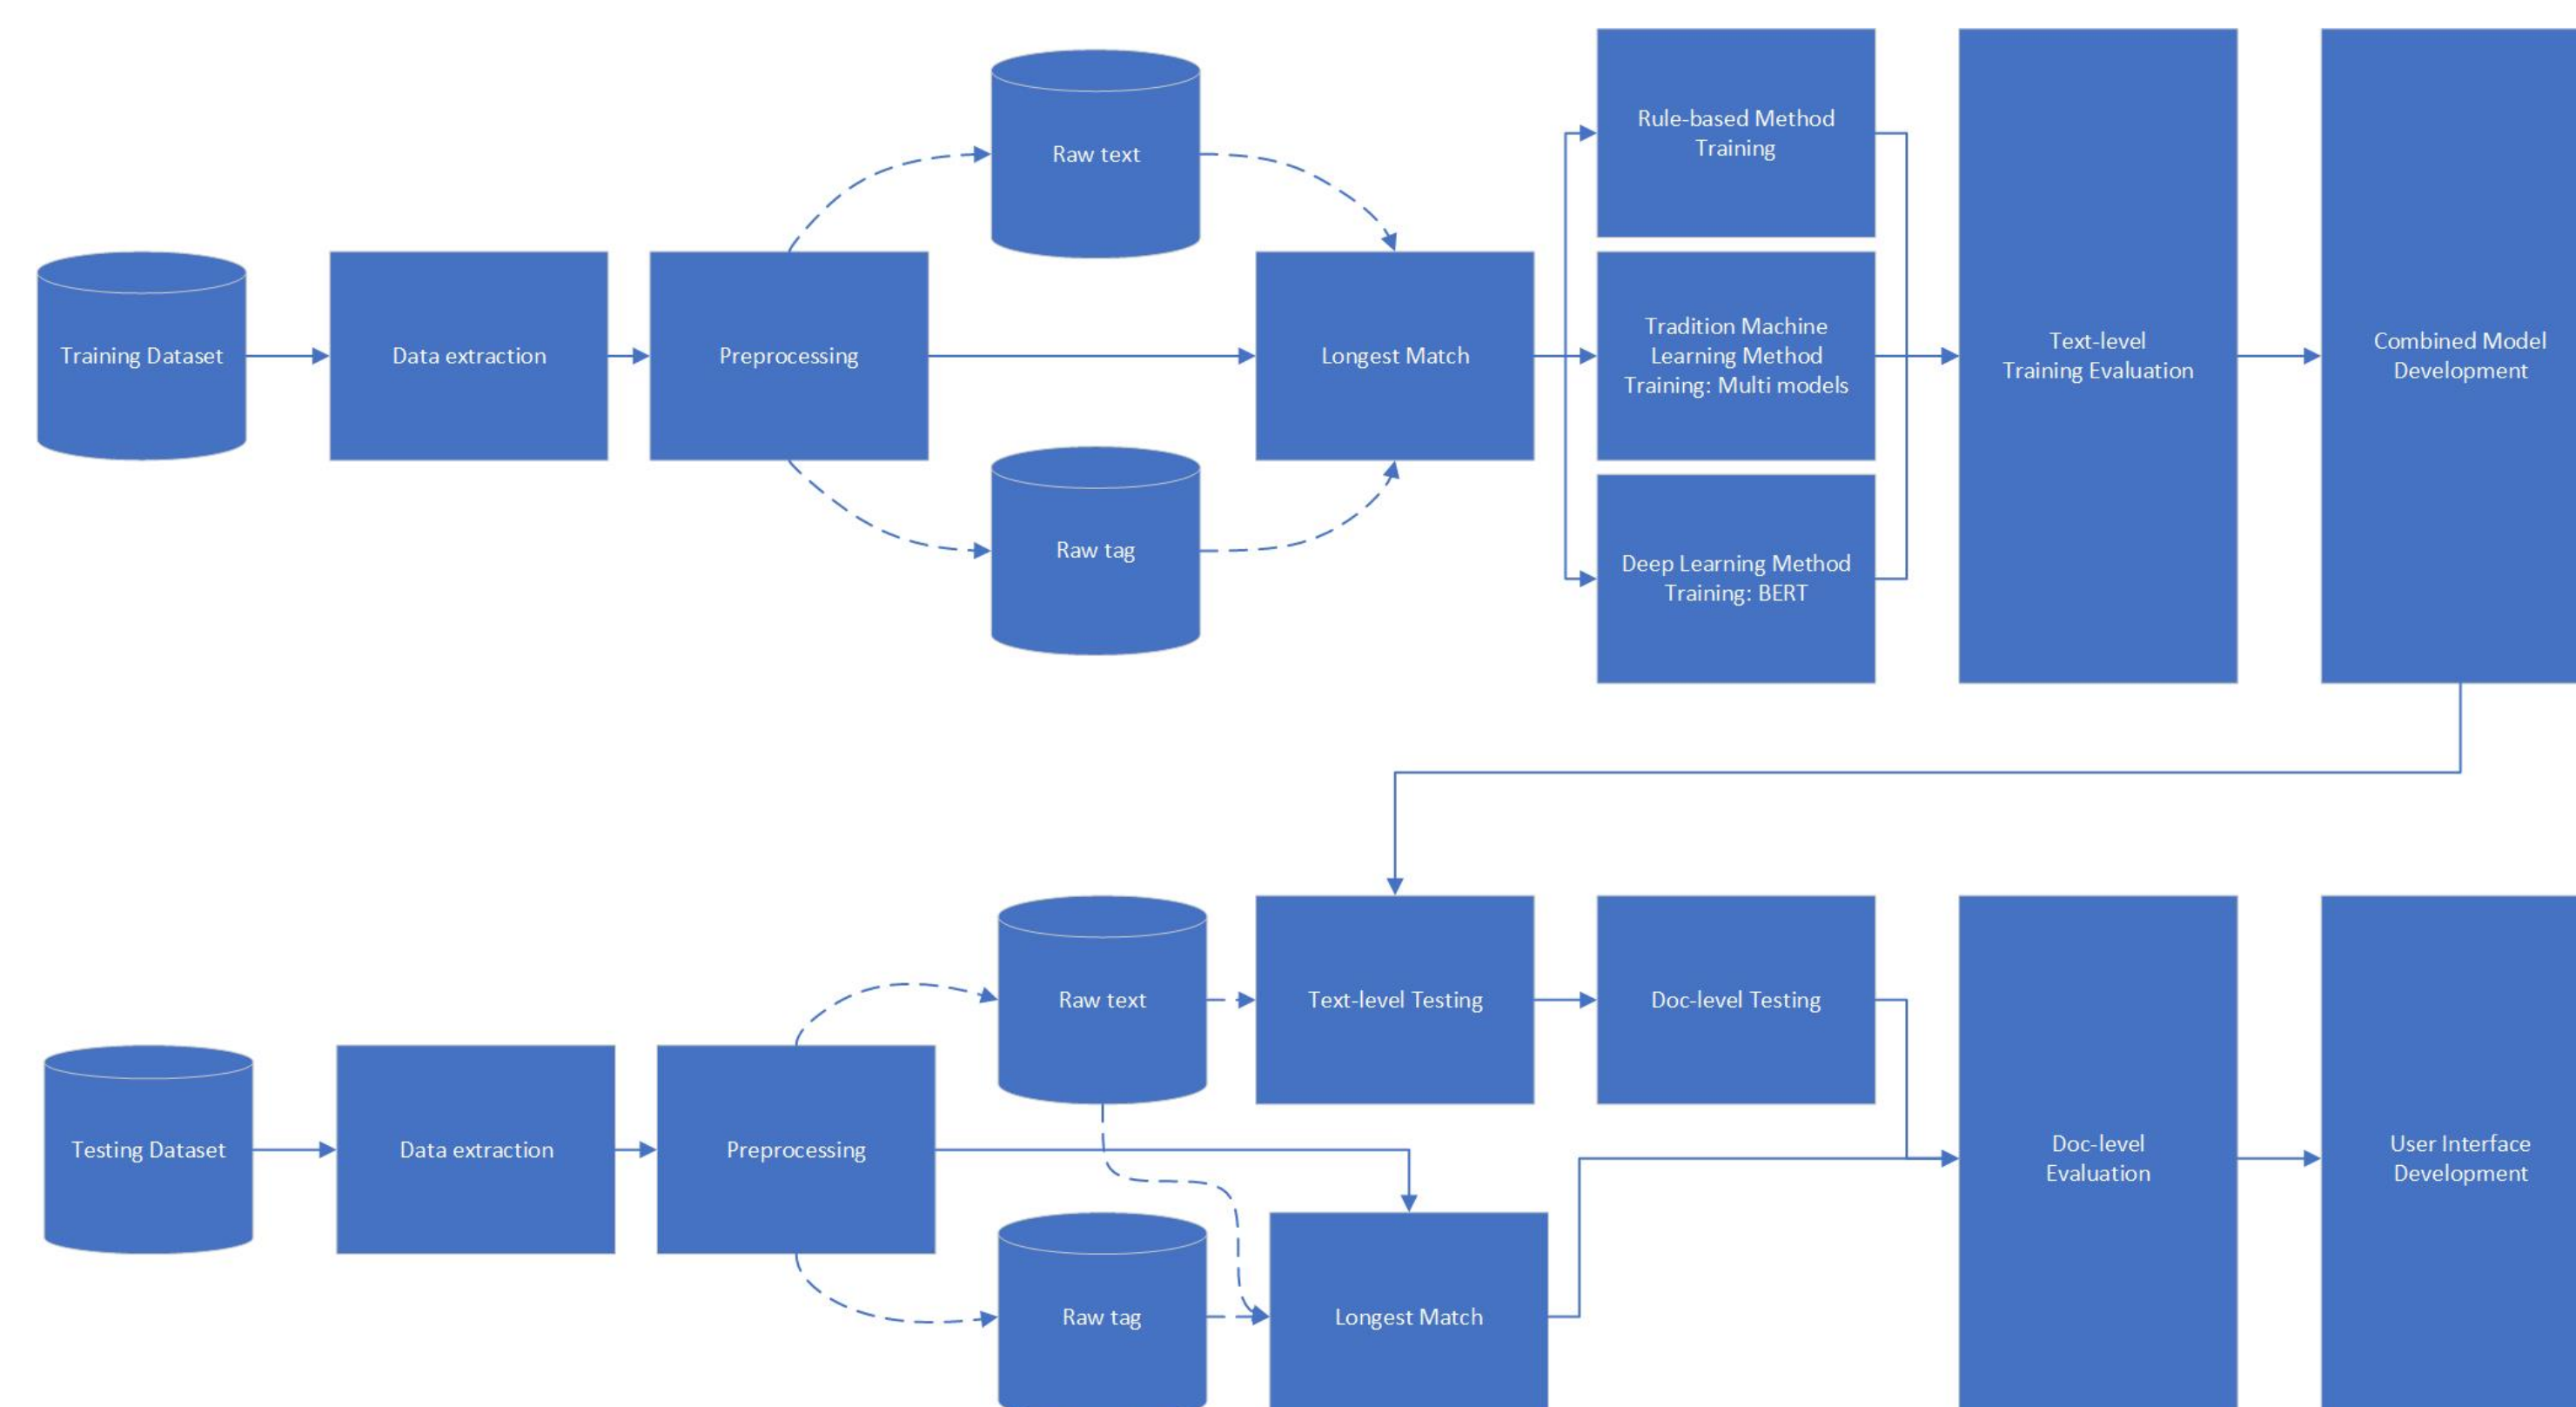 Training Dataset
Data extraction
Preprocessing
Raw text
Raw tag
Longest Match
Rule-based Method
Training
Tradition Machine
Learning Method
Training: Multi models
Deep Learning Method
Training: BERT
Text-level
Training Evaluation
Combined Model
Development
Testing Dataset
Data extraction
Preprocessing
Raw text
Raw tag
Text-level Testing
Longest Match
Doc-level Testing
Doc-level
Evaluation
User Interface
Development